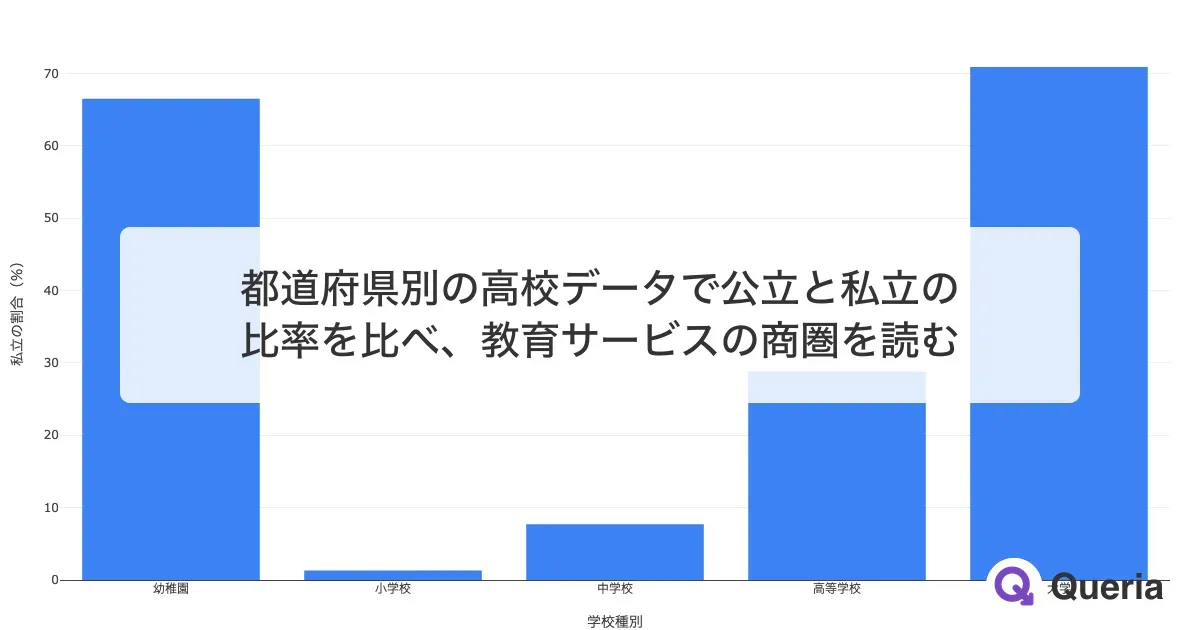 都道府県別の高校データで公立と私立の
比率を比べ、教育サービスの商圏を読む
私立の割合（%）
70
60
50
40
30
20
10
0
幼稚園
小学校
中学校
高等学校
大学
学校種別
Queria